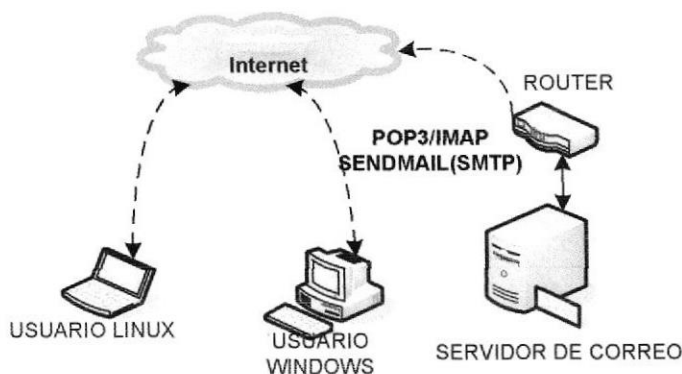 Internet
ROUTER
POP3/IMAP
SENDMAIL(SMTP)
USUARIO LINUX
USUARIO
WINDOWS
SERVIDOR DE CORREO